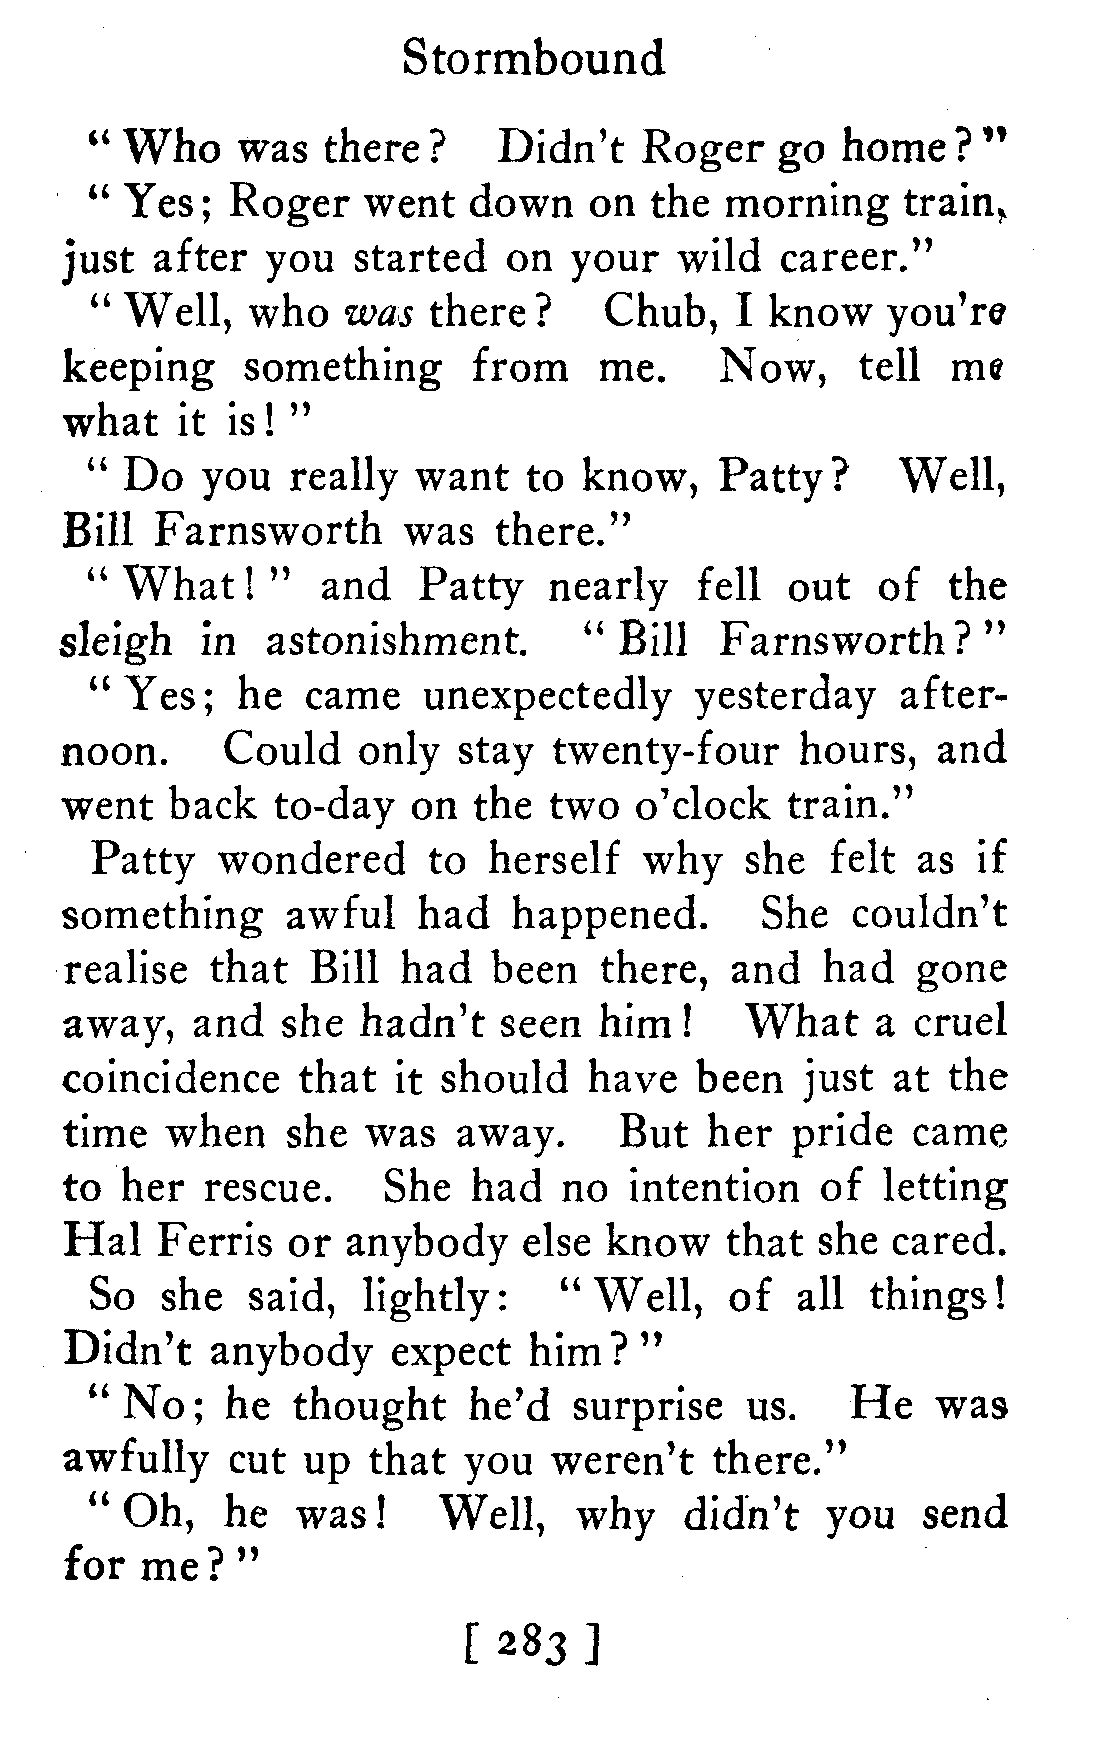 Stormbound
“ Who was there ? Didn't Roger go home ? ”
“ Yes ; Roger went down on the morning train,
just after you started on your wild career.”
“ Well, who was there ? Chub, I know you're
keeping something from me. Now, tell me
what it is ! ”
“ Do you really want to know, Patty ? Well,
Bill Farnsworth was there.”
“ What ! ” and Patty nearly fell out of the
sleigh in astonishment. “ Bill Farnsworth ? ”
“ Yes ; he came unexpectedly yesterday after-
noon. Could only stay twenty-four hours, and
went back to-day on the two o'clock train.”
Patty wondered to herself why she felt as if
something awful had happened. She couldn't
realise that Bill had been there, and had gone
away, and she hadn't seen him ! What a cruel
coincidence that it should have been just at the
time when she was away. But her pride came
to her rescue. She had no intention of letting
Hal Ferris or anybody else know that she cared.
So she said, lightly : “ Well, of all things !
Didn't anybody expect him ? ”
“ No ; he thought he'd surprise us. He was
awfully cut up that you weren't there.”
“ Oh, he was ! Well, why didn't you send
for me ? ”
[ 283 ]